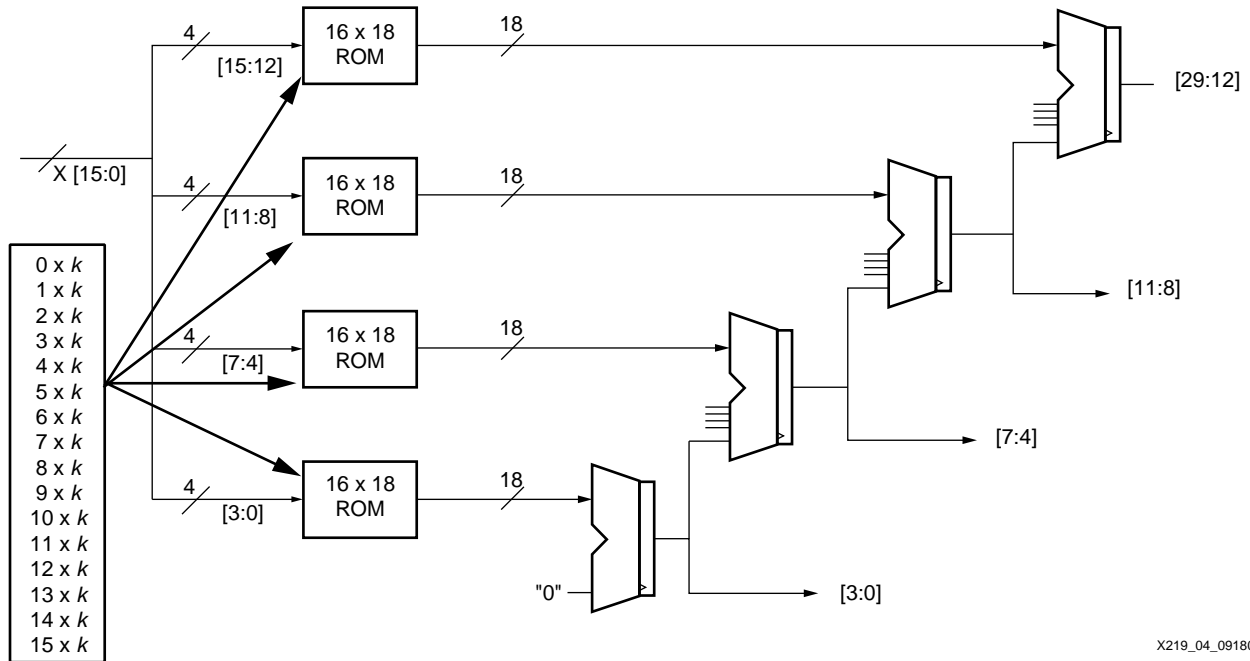 4
[15:12]
16 x 18
ROM
18
[29:12]
X [15:0]
4
[11:8]
16 x 18
ROM
18
[11:8]
0 x k
1 x k
2 x k
3 x k
4 x k
5 x k
6 x k
7 x k
8 x k
9 x k
10 x k
11 x k
12 x k
13 x k
14 x k
15 x k
4
[7:4]
16 x 18
ROM
18
[7:4]
4
[3:0]
16 x 18
ROM
18
"0"
[3:0]
X219_04_09180